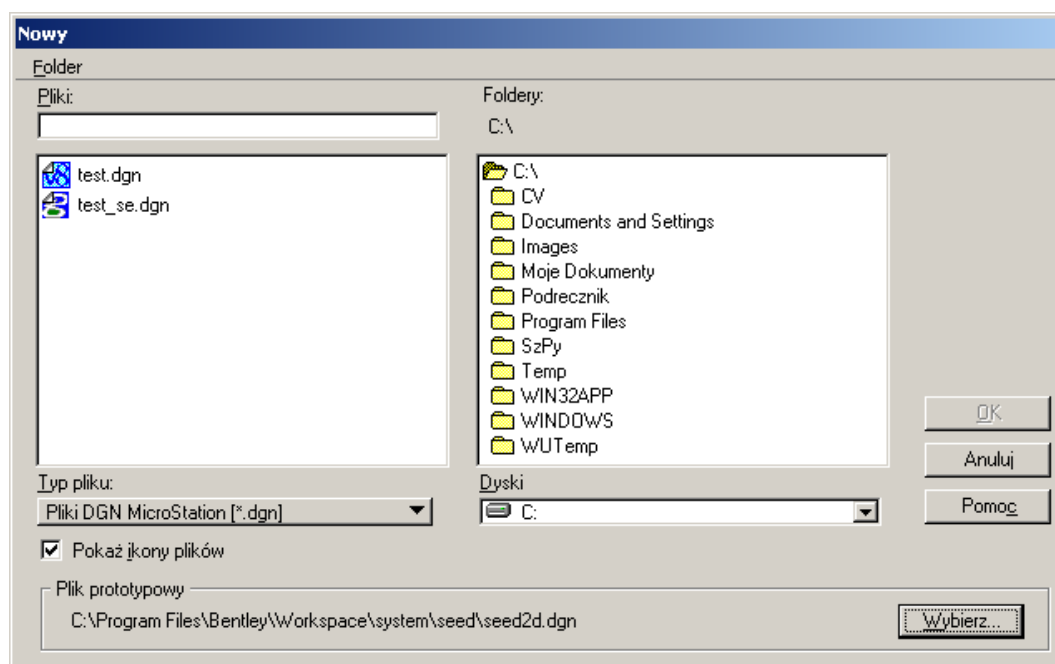 Nowy
Folder
Pliki:
Foldery:
C:\
test.dgn
test_se.dgn
C:\
CV
Documents and Settings
Images
Moje Dokumenty
Podrecznik
Program Files
SzPy
Temp
WIN32APP
WINDOWS
WUTemp
OK
Anuluj
Pomoc
Typ pliku:
Pliki DGN MicroStation [*.dgn]
Dyski
C:
Pokaż ikony plików
Plik prototypowy
C:\Program Files\Bentley\Workspace\system\seed\seed2d.dgn
Wybierz...